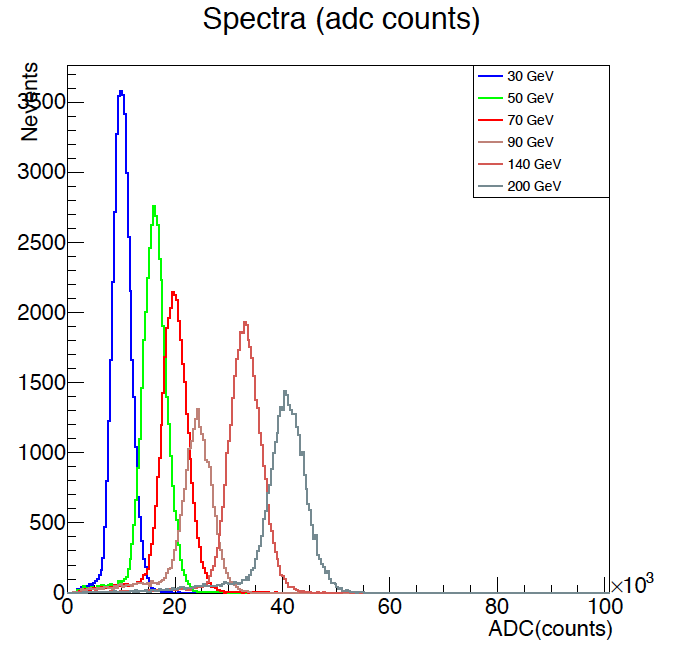 Spectra (adc counts)
Nevents
3500
3000
2500
2000
1500
1000
500
0
30 GeV
50 GeV
70 GeV
90 GeV
140 GeV
200 GeV
0 20 40 60 80 100 ×10³
ADC(counts)